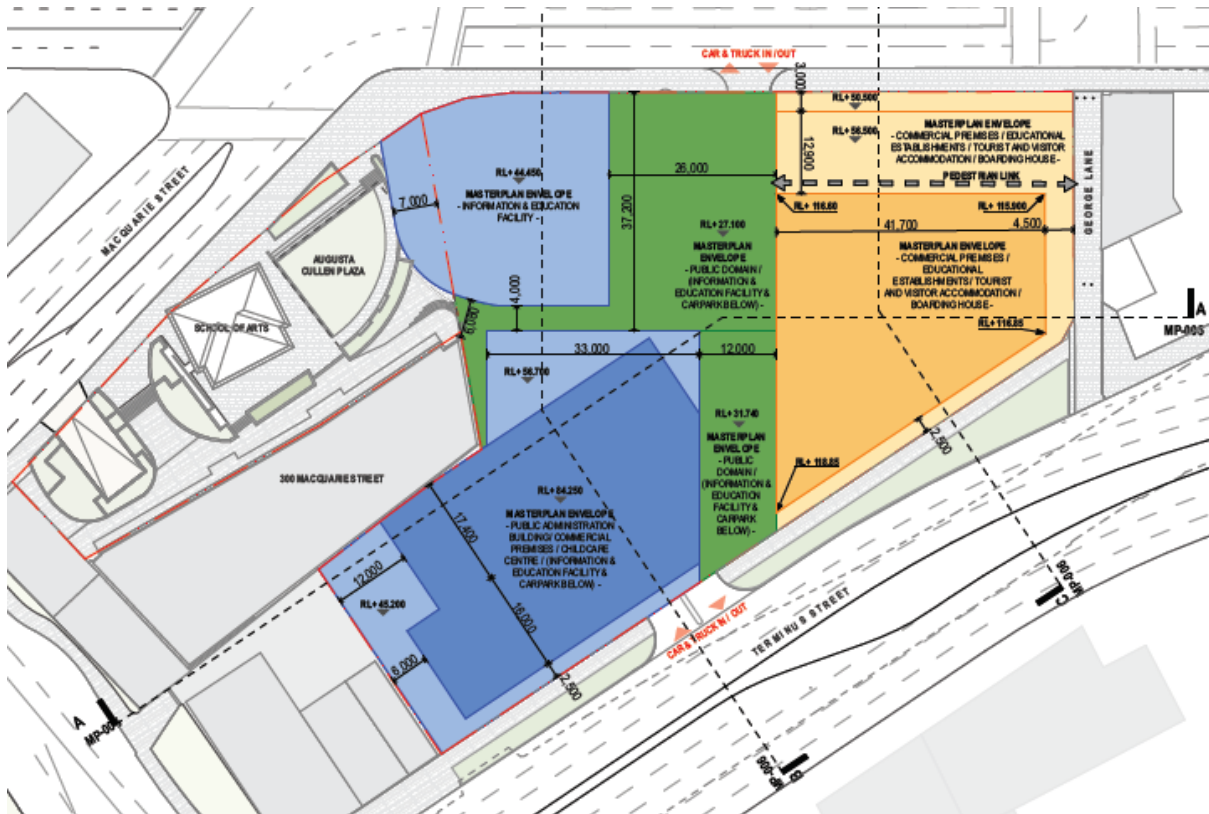 CAR & TRUCK IN / OUT
3,000
RL+ 50.500
RL+ 56.500
12,900
MASTERPLAN ENVELOPE
- COMMERCIAL PREMISES / EDUCATIONAL
ESTABLISHMENTS / TOURIST AND VISITOR
ACCOMMODATION / BOARDING HOUSE -
PEDESTRIAN LINK
GEORGE LANE
MACQUARIE STREET
RL+ 44.450
MASTERPLAN ENVELOPE
- INFORMATION & EDUCATION
FACILITY -
7,000
26,000
37,200
RL+ 116.60
RL+ 115.900
41,700
4,500
RL+ 27.100
MASTERPLAN
ENVELOPE
- PUBLIC DOMAIN /
(INFORMATION &
EDUCATION FACILITY &
CARPARK BELOW) -
MASTERPLAN ENVELOPE
- COMMERCIAL PREMISES /
EDUCATIONAL
ESTABLISHMENTS / TOURIST
AND VISITOR ACCOMMODATION /
BOARDING HOUSE -
AUGUSTA
CULLEN PLAZA
SCHOOL OF ARTS
4,000
A
MP-005
RL+ 116.85
33,000
12,000
RL+ 56.700
RL+ 31.740
MASTERPLAN
ENVELOPE
- PUBLIC
DOMAIN /
(INFORMATION
& EDUCATION
FACILITY &
CARPARK
BELOW) -
2,500
300 MACQUARIE STREET
RL+ 84.250
MASTERPLAN ENVELOPE
- PUBLIC ADMINISTRATION
BUILDING/ COMMERCIAL
PREMISES / CHILDCARE
CENTRE / (INFORMATION &
EDUCATION FACILITY &
CARPARK BELOW) -
17,400
12,000
RL+ 45.200
16,000
6,000
2,500
CAR & TRUCK IN / OUT
TERMINUS STREET
C
MP-006
A
B
MP-006